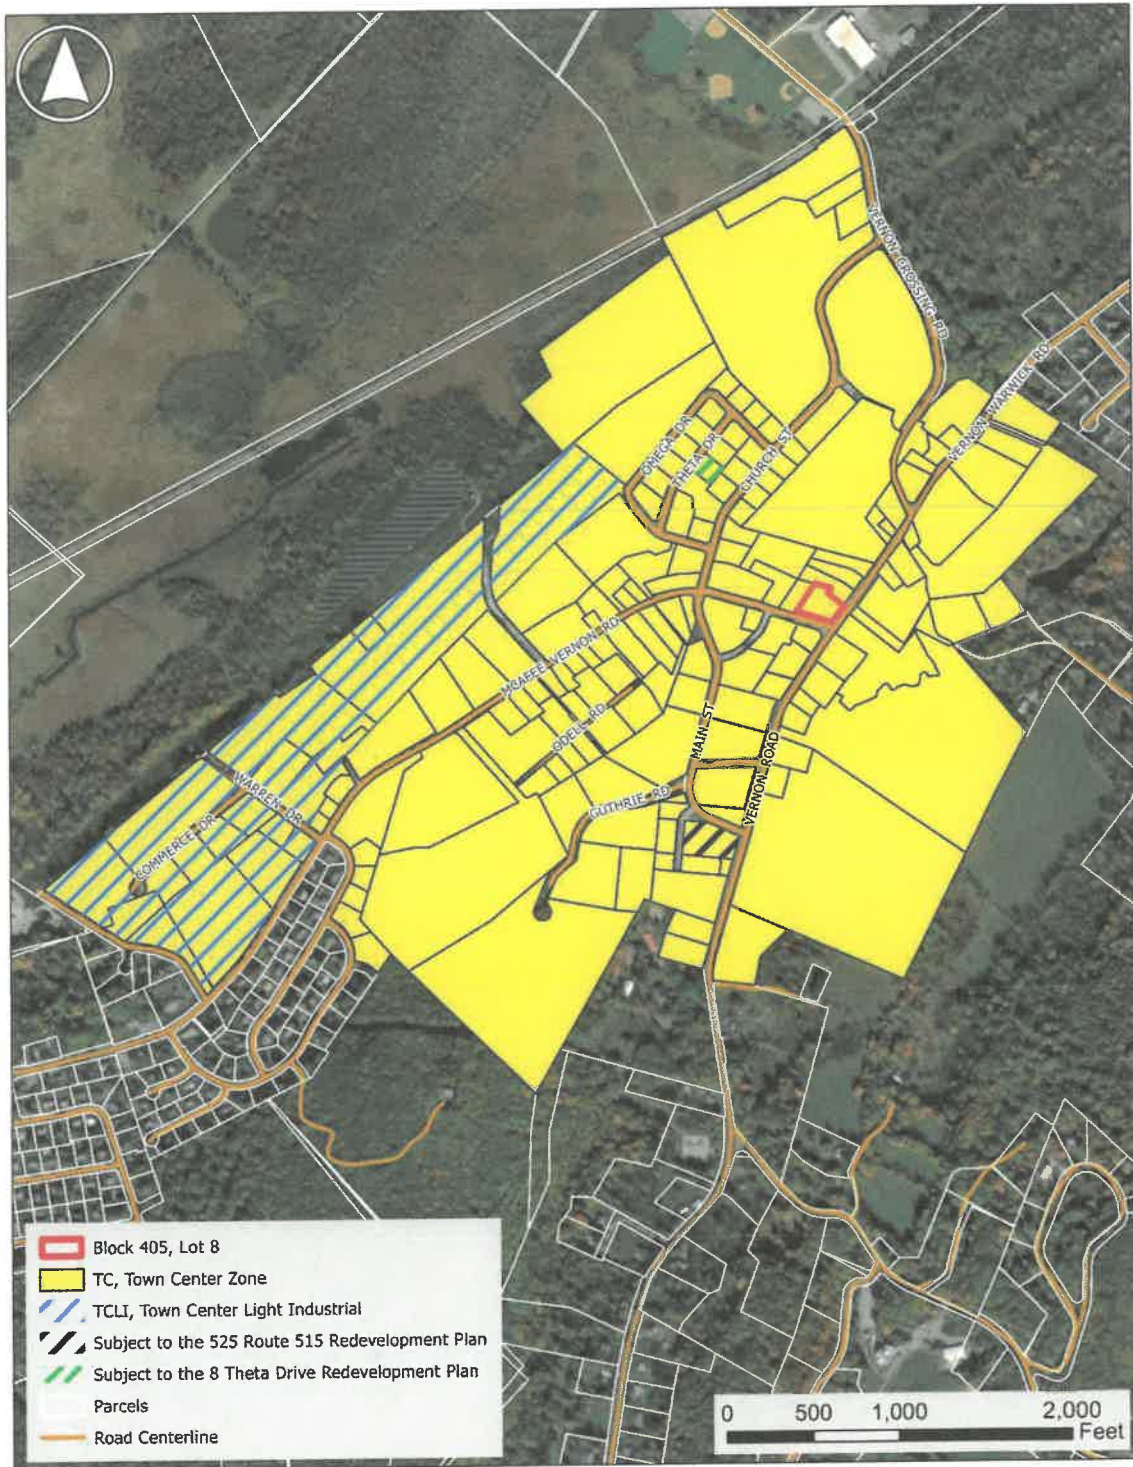 VERNON CROSSING RD
VERNON WARWICK RD
OMEGA DR
THETA DR
CHURCH ST
MCAFEE VERNON RD
ODELL RD
MAIN ST
VERNON ROAD
GUTHRIE RD
WARREN DR
COMMERCE DR
Block 405, Lot 8
TC, Town Center Zone
TCLI, Town Center Light Industrial
Subject to the 525 Route 515 Redevelopment Plan
Subject to the 8 Theta Drive Redevelopment Plan
Parcels
Road Centerline
0 500 1,000 2,000
Feet